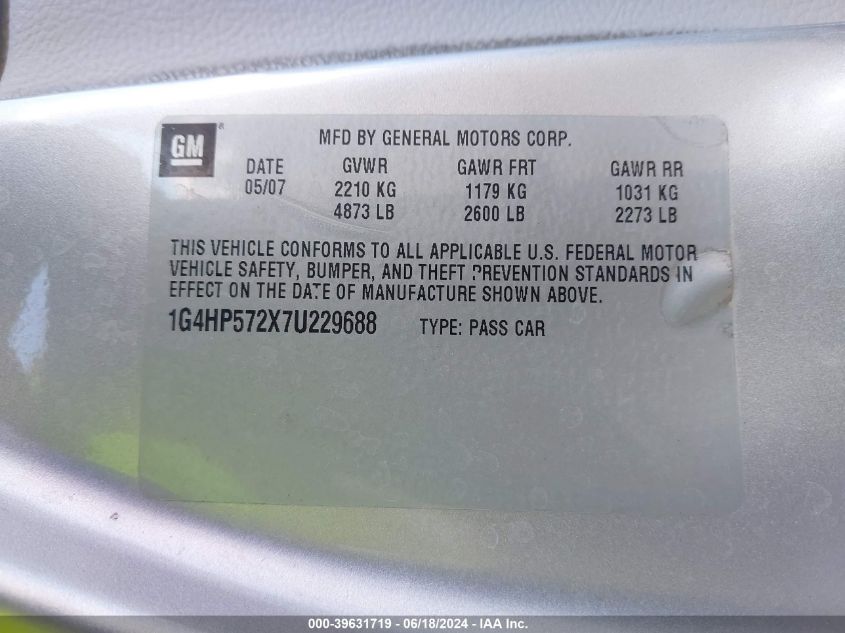 GM®
MFD BY GENERAL MOTORS CORP.
DATE GVWR GAWR FRT GAWR RR
05/07 2210 KG 1179 KG 1031 KG
4873 LB 2600 LB 2273 LB
THIS VEHICLE CONFORMS TO ALL APPLICABLE U.S. FEDERAL MOTOR
VEHICLE SAFETY, BUMPER, AND THEFT PREVENTION STANDARDS IN
EFFECT ON THE DATE OF MANUFACTURE SHOWN ABOVE.
1G4HP572X7U229688 TYPE: PASS CAR
000-39631719 - 06/18/2024 - IAA Inc.